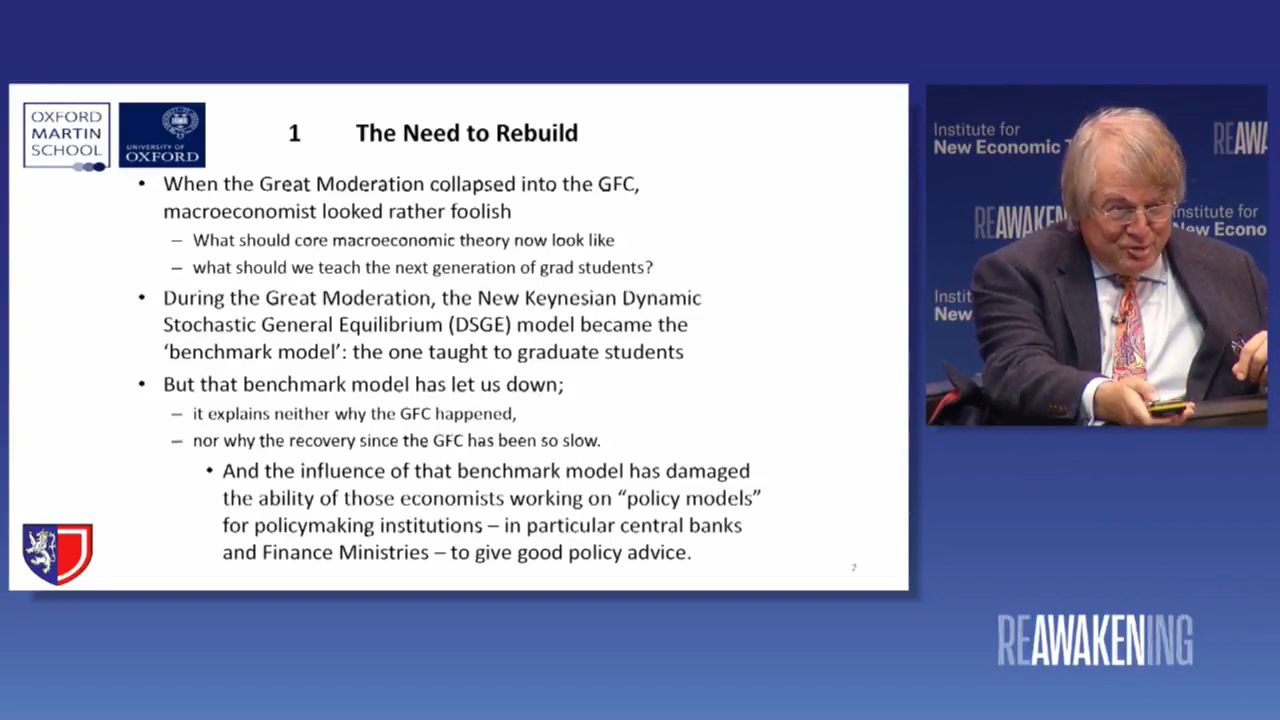 OXFORD
MARTIN
SCHOOL
UNIVERSITY OF
OXFORD
1 The Need to Rebuild
• When the Great Moderation collapsed into the GFC,
macroeconomist looked rather foolish
– What should core macroeconomic theory now look like
– what should we teach the next generation of grad students?
• During the Great Moderation, the New Keynesian Dynamic
Stochastic General Equilibrium (DSGE) model became the
‘benchmark model’: the one taught to graduate students
• But that benchmark model has let us down;
– it explains neither why the GFC happened,
– nor why the recovery since the GFC has been so slow.
• And the influence of that benchmark model has damaged
the ability of those economists working on “policy models”
for policymaking institutions – in particular central banks
and Finance Ministries – to give good policy advice.
2
Institute for
New Economic T
REAWA
REAWAKEN
Institute for
New Econo
Instit
New
REAWAKENING